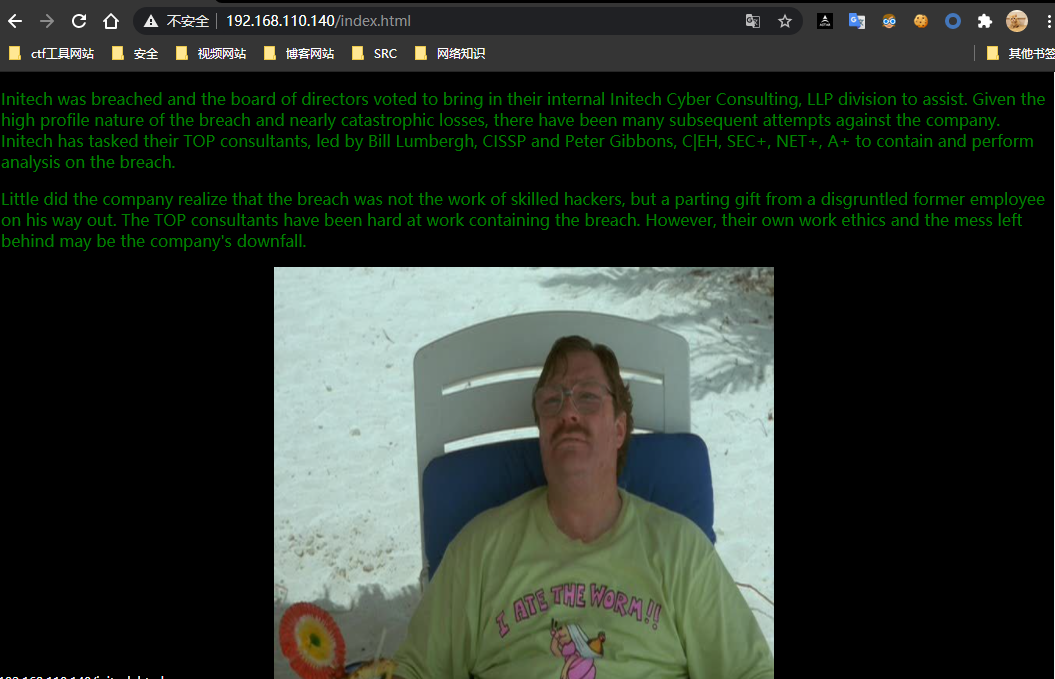 不安全 192.168.110.140/index.html
ctf工具网站 安全 视频网站 博客网站 SRC 网络知识 其他书签
Initech was breached and the board of directors voted to bring in their internal Initech Cyber Consulting, LLP division to assist. Given the
high profile nature of the breach and nearly catastrophic losses, there have been many subsequent attempts against the company.
Initech has tasked their TOP consultants, led by Bill Lumbergh, CISSP and Peter Gibbons, C|EH, SEC+, NET+, A+ to contain and perform
analysis on the breach.
Little did the company realize that the breach was not the work of skilled hackers, but a parting gift from a disgruntled former employee
on his way out. The TOP consultants have been hard at work containing the breach. However, their own work ethics and the mess left
behind may be the company's downfall.
I ATE THE WORM!!